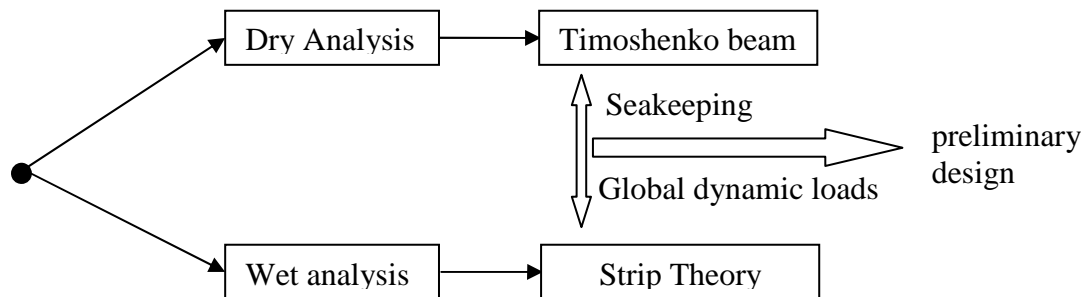 Dry Analysis
Timoshenko beam
Seakeeping
preliminary
design
Global dynamic loads
Wet analysis
Strip Theory